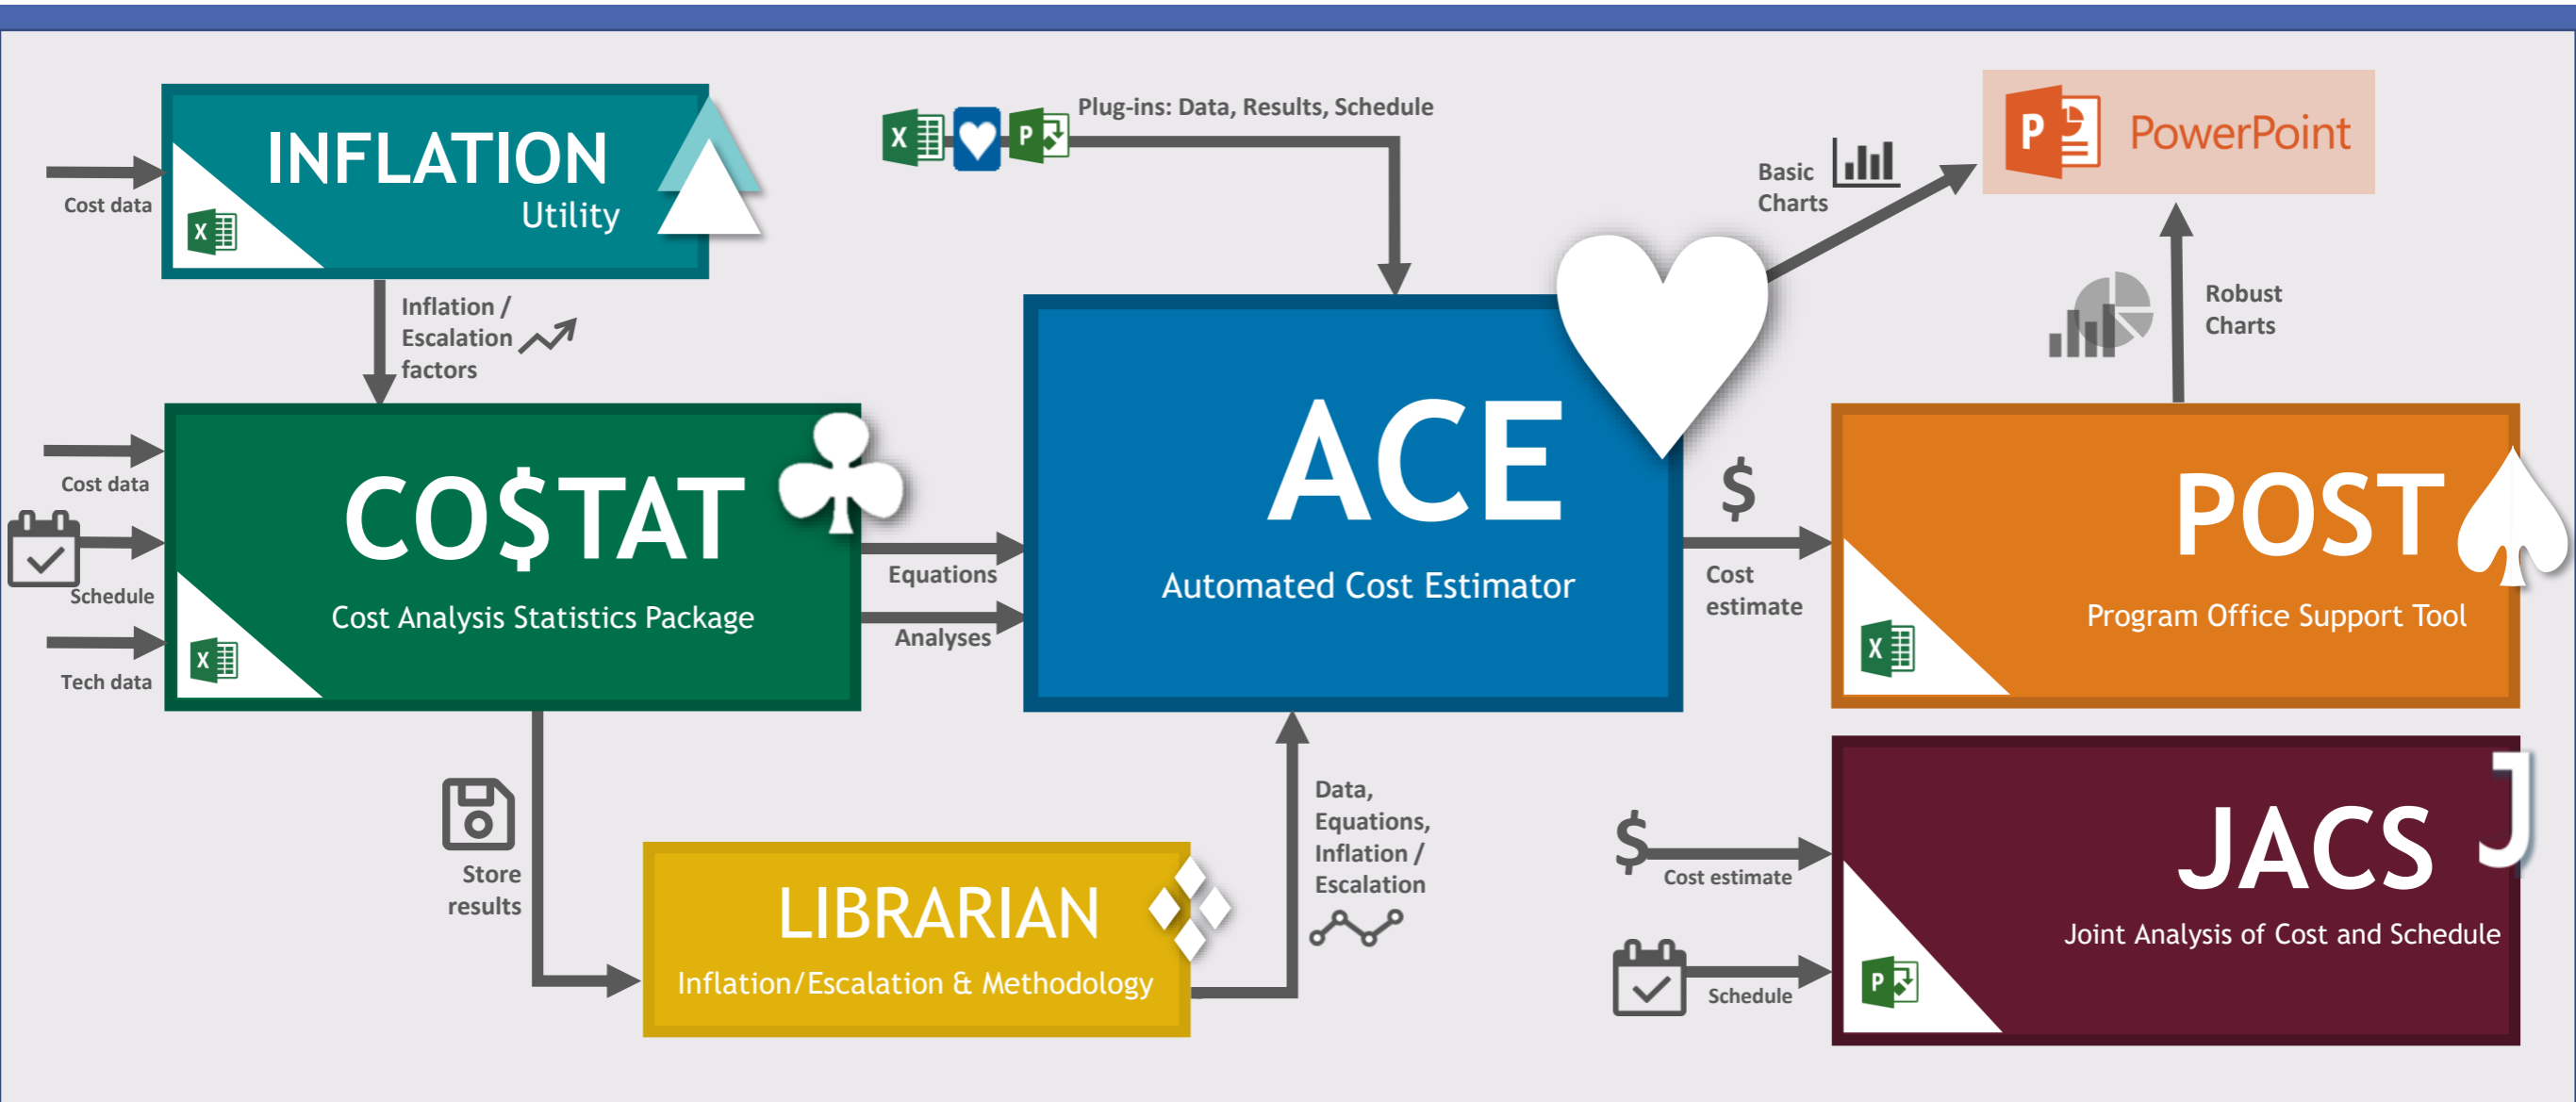 INFLATION
Utility
Cost data
X
Inflation /
Escalation
factors
X
P
Plug-ins: Data, Results, Schedule
Basic
Charts
P
PowerPoint
Robust
Charts
Cost data
Schedule
Tech data
CO$TAT
Cost Analysis Statistics Package
X
Equations
Analyses
ACE
Automated Cost Estimator
$
Cost
estimate
POST
Program Office Support Tool
X
Store
results
LIBRARIAN
Inflation/Escalation & Methodology
Data,
Equations,
Inflation /
Escalation
$
Cost estimate
Schedule
JACS
J
Joint Analysis of Cost and Schedule
P